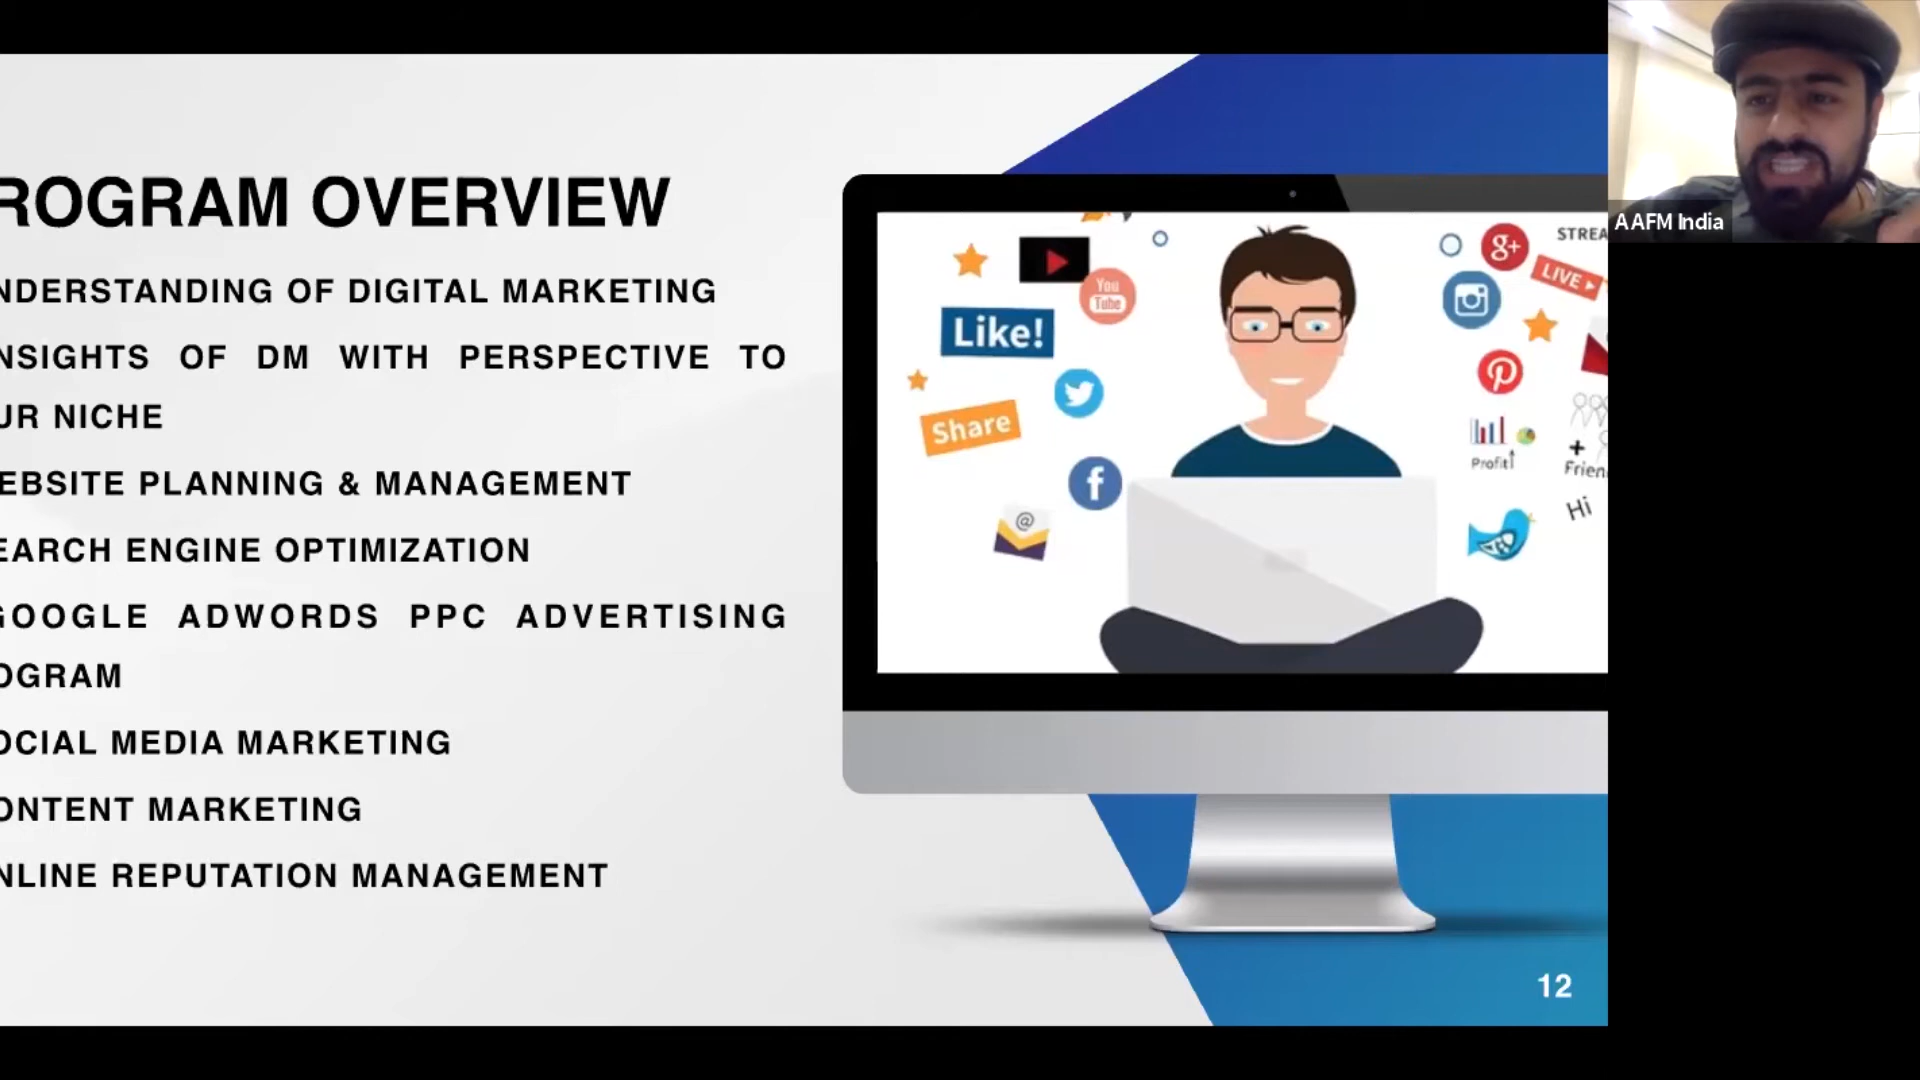 ROGRAM OVERVIEW
NDERSTANDING OF DIGITAL MARKETING
NSIGHTS OF DM WITH PERSPECTIVE TO
UR NICHE
EBSITE PLANNING & MANAGEMENT
EARCH ENGINE OPTIMIZATION
GOOGLE ADWORDS PPC ADVERTISING
OGRAM
OCIAL MEDIA MARKETING
ONTENT MARKETING
NLINE REPUTATION MANAGEMENT
You
Tube
Like!
Share
f
@
g+
STREA
LIVE
Profit
+
Frien
Hi
12
AAFM India